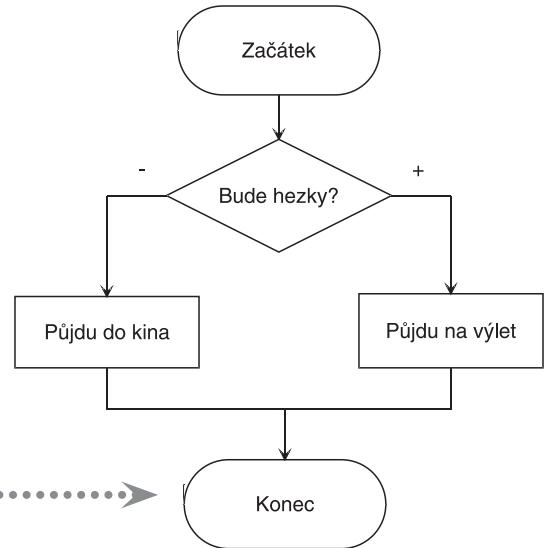 Začátek
-
+
Bude hezky?
Půjdu do kina
Půjdu na výlet
Konec